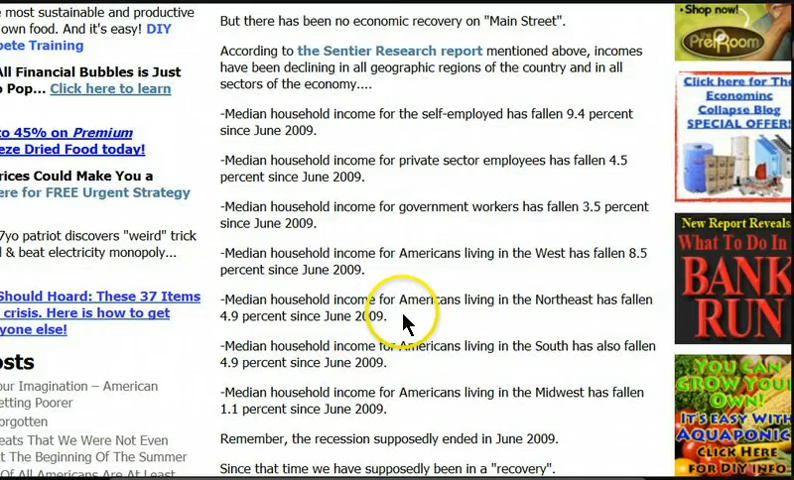 e most sustainable and productive
own food. And it's easy! DIY
pete Training
All Financial Bubbles is Just
o Pop... Click here to learn
to 45% on Premium
eze Dried Food today!
rices Could Make You a
ere for FREE Urgent Strategy
7yo patriot discovers "weird" trick
l & beat electricity monopoly...
Should Hoard: These 37 Items
crisis. Here is how to get
yone else!
osts
our Imagination – American
etting Poorer
orgotten
eats That We Were Not Even
t The Beginning Of The Summer
Of All Americans Are At Least
But there has been no economic recovery on "Main Street".
According to the Sentier Research report mentioned above, incomes
have been declining in all geographic regions of the country and in all
sectors of the economy....
-Median household income for the self-employed has fallen 9.4 percent
since June 2009.
-Median household income for private sector employees has fallen 4.5
percent since June 2009.
-Median household income for government workers has fallen 3.5 percent
since June 2009.
-Median household income for Americans living in the West has fallen 8.5
percent since June 2009.
-Median household income for Americans living in the Northeast has fallen
4.9 percent since June 2009.
-Median household income for Americans living in the South has also fallen
4.9 percent since June 2009.
-Median household income for Americans living in the Midwest has fallen
1.1 percent since June 2009.
Remember, the recession supposedly ended in June 2009.
Since that time we have supposedly been in a "recovery".
Shop now!
the
PrepRoom
Click here for The
Econominc
Collapse Blog
SPECIAL OFFER!
New Report Reveals
What To Do In
BANK
RUN
YOU CAN
GROW YOUR
OWN!
IT'S EASY WITH
AQUAPONIC
CLICK HERE
FOR DIY INFO